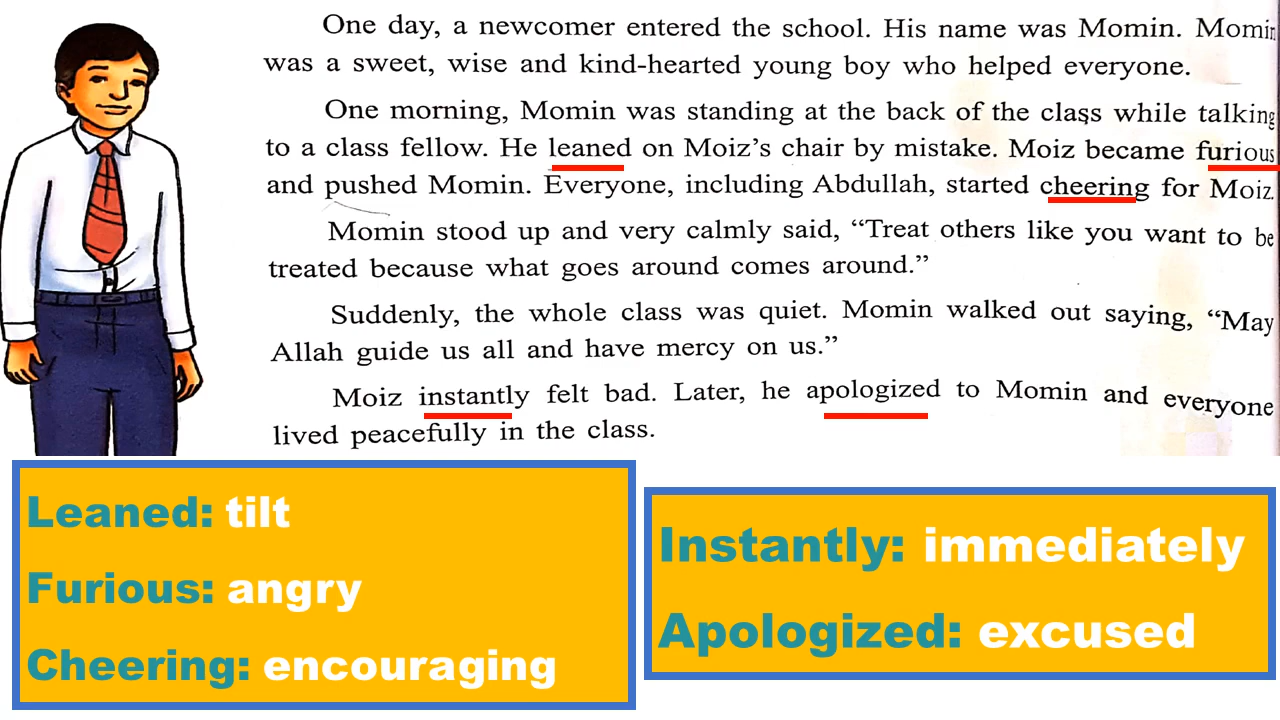 One day, a newcomer entered the school. His name was Momin. Momin
was a sweet, wise and kind-hearted young boy who helped everyone.
One morning, Momin was standing at the back of the class while talking
to a class fellow. He leaned on Moiz's chair by mistake. Moiz became furious
and pushed Momin. Everyone, including Abdullah, started cheering for Moiz.
Momin stood up and very calmly said, “Treat others like you want to be
treated because what goes around comes around.”
Suddenly, the whole class was quiet. Momin walked out saying, “May
Allah guide us all and have mercy on us.”
Moiz instantly felt bad. Later, he apologized to Momin and everyone
lived peacefully in the class.
Leaned: tilt
Furious: angry
Cheering: encouraging
Instantly: immediately
Apologized: excused